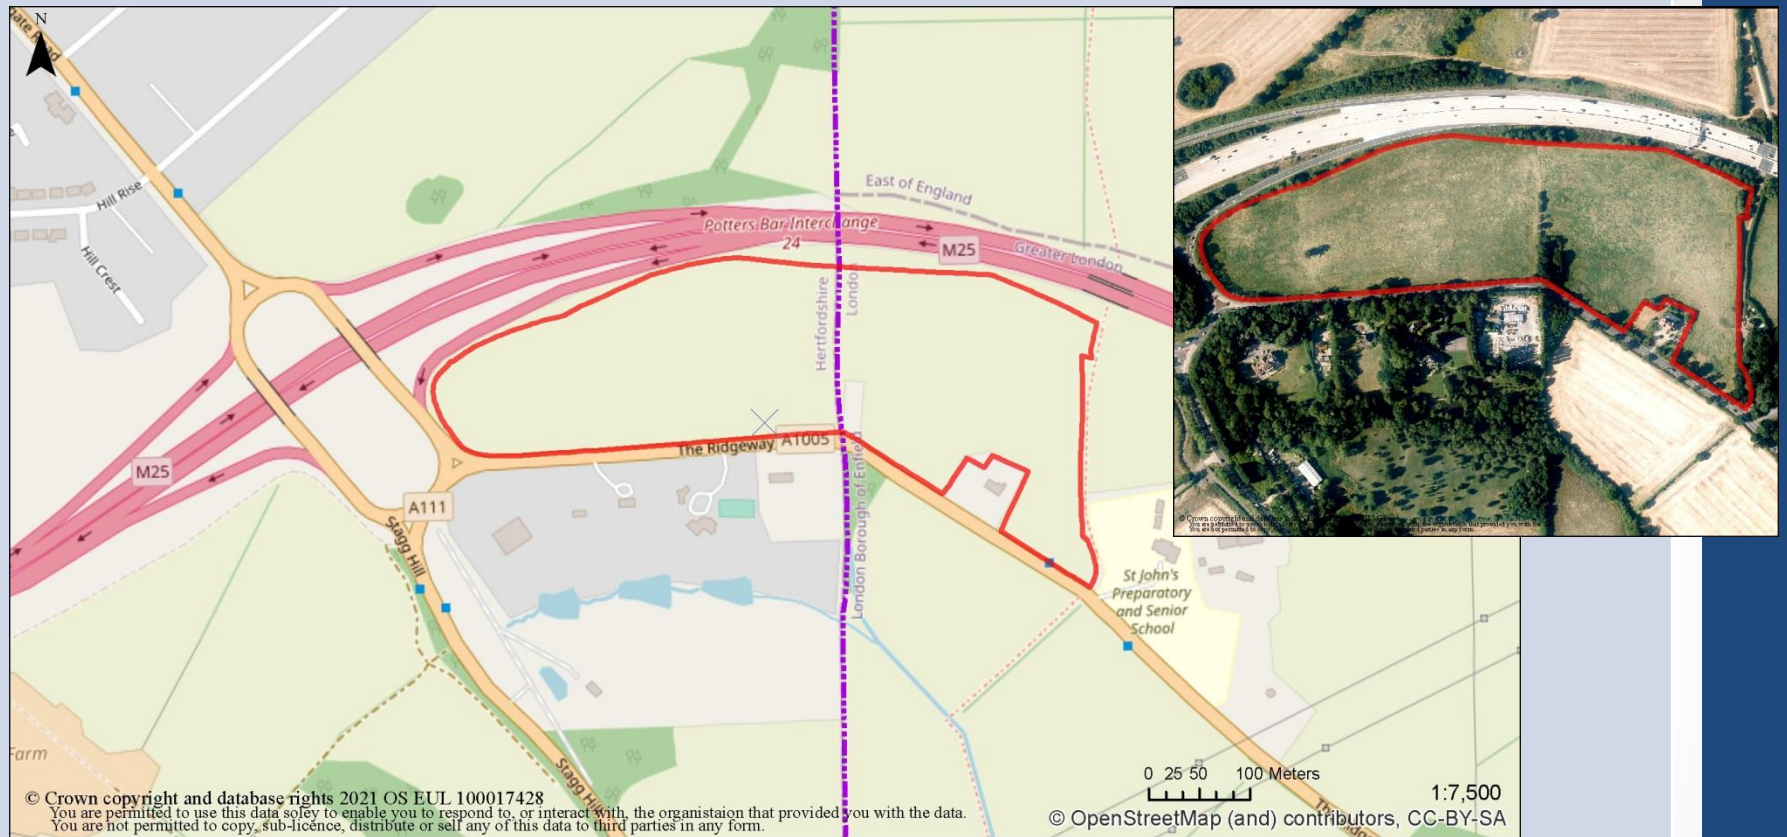 N
gate Road
Hill Rise
Hill Crest
East of England
Potters Bar Interchange
24
M25
Greater London
Hertfordshire
London
M25
The Ridgeway
A1005
A111
Stagg Hill
London Borough of Enfield
St John's
Preparatory
and Senior
School
Farm
Stagg Hill
0 25 50 100 Meters
1:7,500
© Crown copyright and database rights 2021 OS EUL 100017428
You are permitted to use this data soley to enable you to respond to, or interact with, the organistaion that provided you with the data.
You are not permitted to copy, sub-licence, distribute or sell any of this data to third parties in any form.
© OpenStreetMap (and) contributors, CC-BY-SA